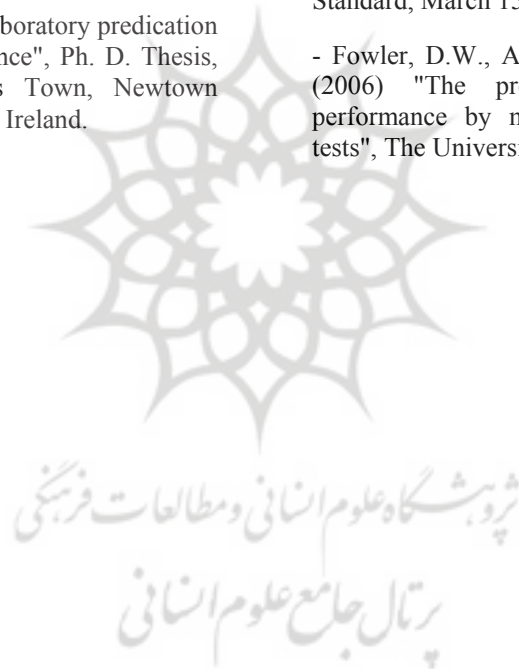 boratory predication
nce", Ph. D. Thesis,
s Town, Newtown
Ireland.
Standard, March 15
- Fowler, D.W., A
(2006) "The pr
performance by m
tests", The Universi
پژوهشگاه علوم انسانی و مطالعات فرهنگی
پرتال جامع علوم انسانی